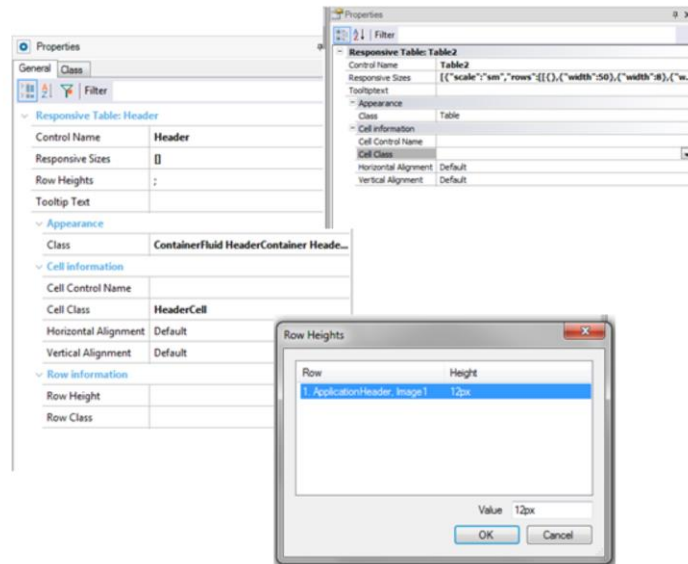 Properties
General Class
Filter
Responsive Table: Header
Control Name Header
Responsive Sizes []
Row Heights ;
Tooltip Text
Appearance
Class ContainerFluid HeaderContainer Heade...
Cell information
Cell Control Name
Cell Class HeaderCell
Horizontal Alignment Default
Vertical Alignment Default
Row information
Row Height
Row Class
Properties
Filter
Responsive Table: Table2
Control Name Table2
Responsive Sizes [{"scale":"sm","rows":[[{},{"width":50},{"width":8},{"w...
Tooltiptext
Appearance
Class Table
Cell information
Cell Control Name
Cell Class
Horizontal Alignment Default
Vertical Alignment Default
Row Heights
Row Height
1. ApplicationHeader, Image1 12px
Value 12px
OK Cancel